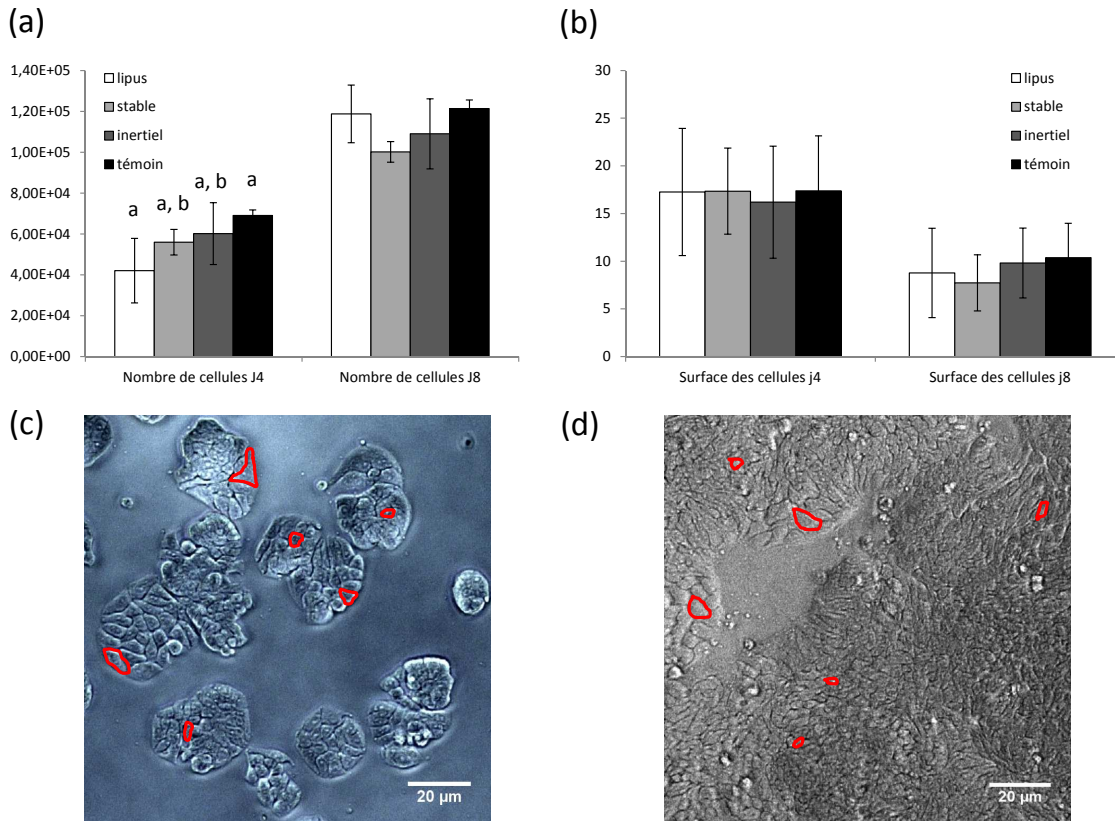 (a)
1,40E+05
1,20E+05
1,00E+05
8,00E+04
6,00E+04
4,00E+04
2,00E+04
0,00E+00
lipus
stable
inertiel
témoin
a
a, b
a, b
a
Nombre de cellules J4
Nombre de cellules J8
(b)
30
25
20
15
10
5
0
lipus
stable
inertiel
témoin
Surface des cellules j4
Surface des cellules j8
(c)
20 µm
(d)
20 µm